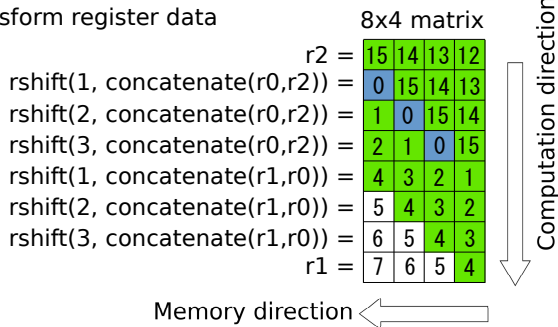 sform register data
8x4 matrix
r2 = 15 14 13 12
rshift(1, concatenate(r0,r2)) = 0 15 14 13
rshift(2, concatenate(r0,r2)) = 1 0 15 14
rshift(3, concatenate(r0,r2)) = 2 1 0 15
rshift(1, concatenate(r1,r0)) = 4 3 2 1
rshift(2, concatenate(r1,r0)) = 5 4 3 2
rshift(3, concatenate(r1,r0)) = 6 5 4 3
r1 = 7 6 5 4
Computation direction
Memory direction